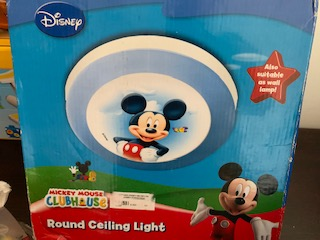 Disney
Also
suitable
as wall
lamp!
MICKEY MOUSE
CLUBHOUSE
Round Ceiling Light